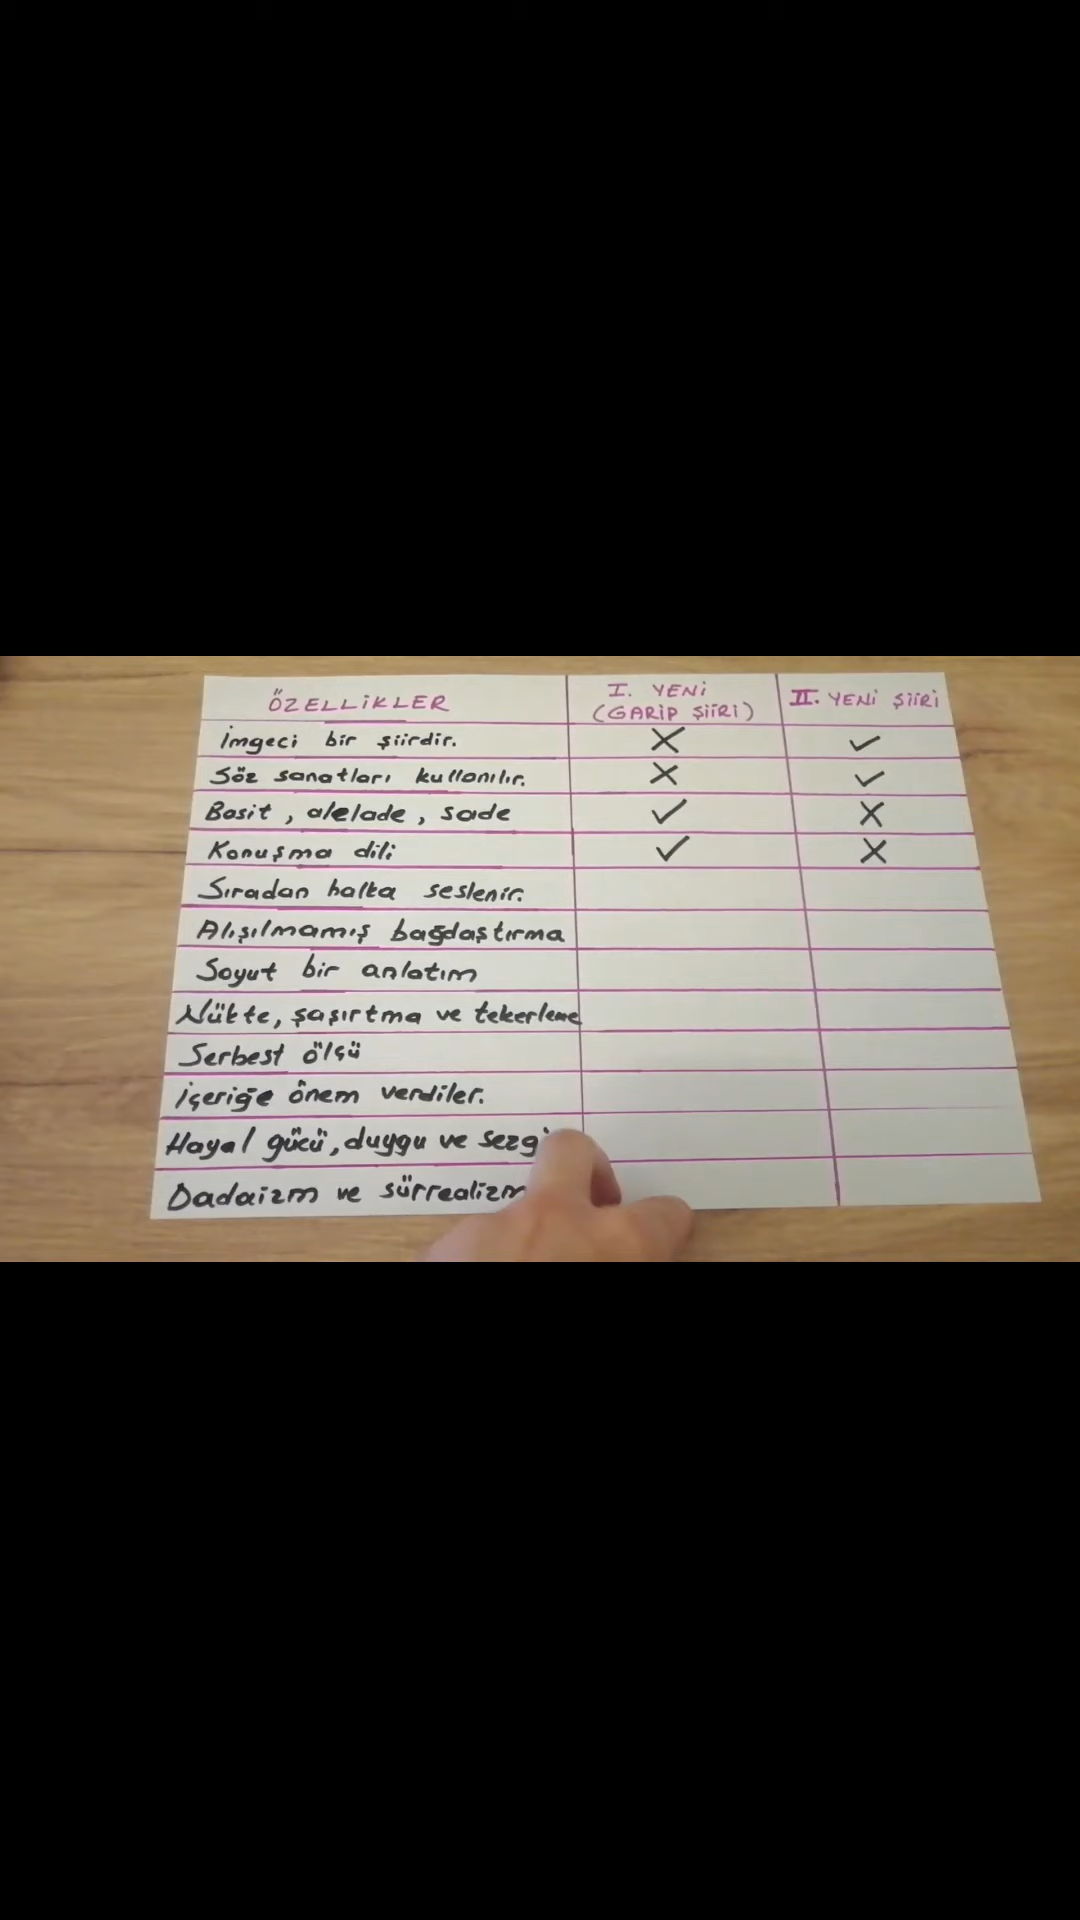 ÖZELLİKLER I. YENİ (GARİP ŞİİRİ) II. YENİ ŞİİRİ
İmgeci bir şiirdir. X ✓
Söz sanatları kullanılır. X ✓
Basit, alelade, sade ✓ X
Konuşma dili ✓ X
Sıradan halka seslenir.
Alışılmamış bağdaştırma
Soyut bir anlatım
Nükte, şaşırtma ve tekerleme
Serbest ölçü
İçeriğe önem verdiler.
Hayal gücü, duygu ve sezgi
Dadaizm ve sürrealizm